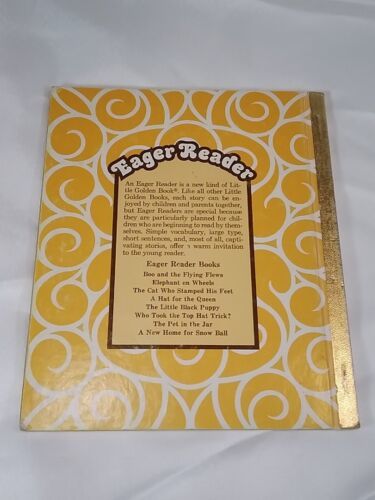 Eager Reader
An Eager Reader is a new kind of Lit-
tle Golden Book®. Like all other Little
Golden Books, each story can be en-
joyed by children and parents together,
but Eager Readers are special because
they are particularly planned for chil-
dren who are beginning to read by them-
selves. Simple vocabulary, large type,
short sentences, and, most of all, capti-
vating stories, offer a warm invitation
to the young reader.
Eager Reader Books
Boo and the Flying Flews
Elephant on Wheels
The Cat Who Stamped His Feet
A Hat for the Queen
The Little Black Puppy
Who Took the Top Hat Trick?
The Pet in the Jar
A New Home for Snow Ball